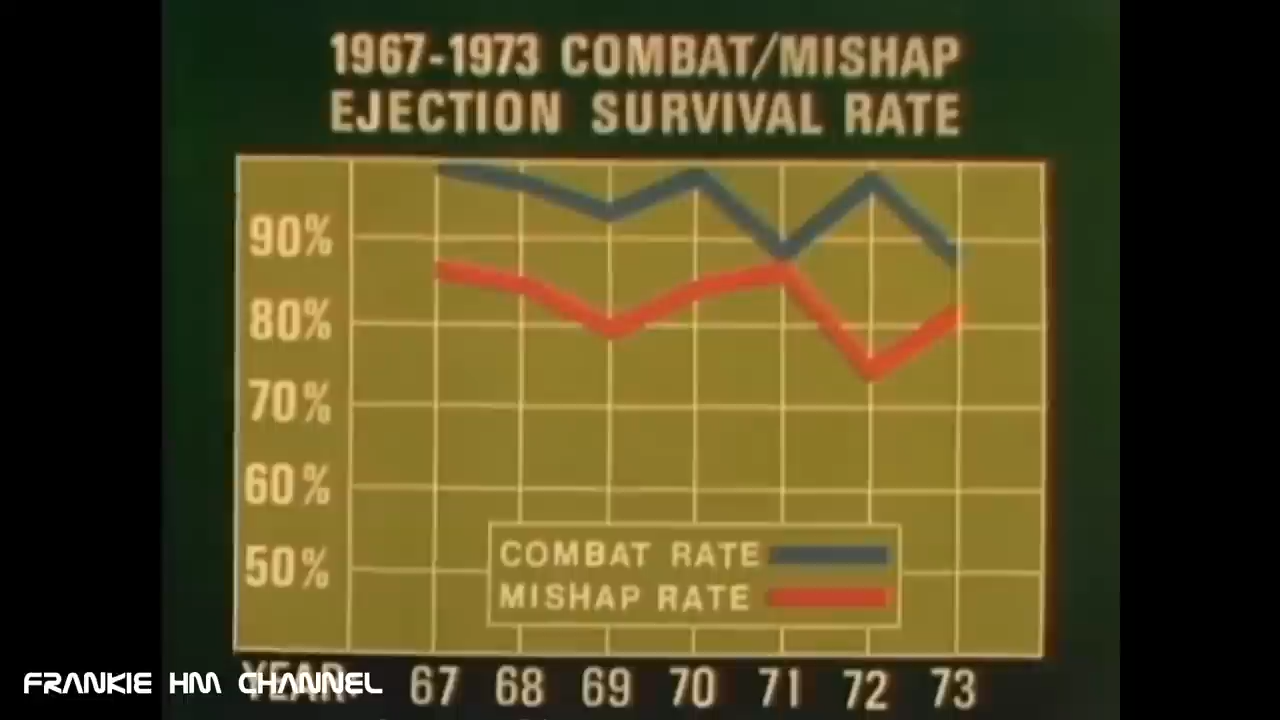 1967-1973 COMBAT/MISHAP
EJECTION SURVIVAL RATE
90%
80%
70%
60%
50%
COMBAT RATE
MISHAP RATE
YEAR 67 68 69 70 71 72 73
FRANKIE HM CHANNEL